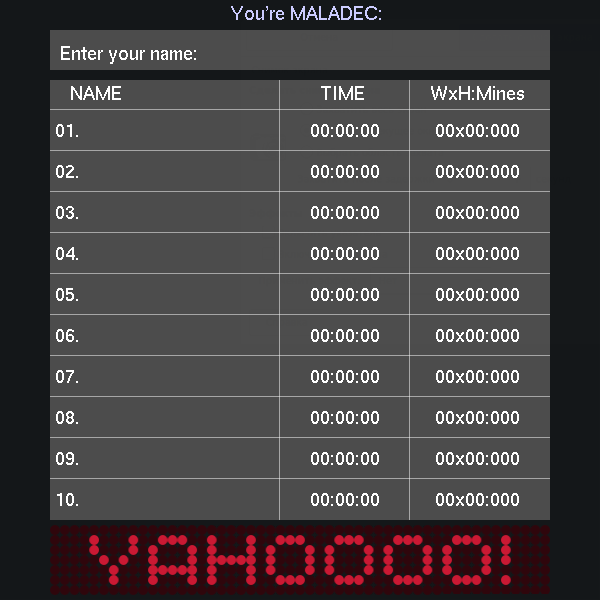 You're MALADEC:
Enter your name:
NAME TIME WxH:Mines
01. 00:00:00 00x00:000
02. 00:00:00 00x00:000
03. 00:00:00 00x00:000
04. 00:00:00 00x00:000
05. 00:00:00 00x00:000
06. 00:00:00 00x00:000
07. 00:00:00 00x00:000
08. 00:00:00 00x00:000
09. 00:00:00 00x00:000
10. 00:00:00 00x00:000
YAHOOOO!